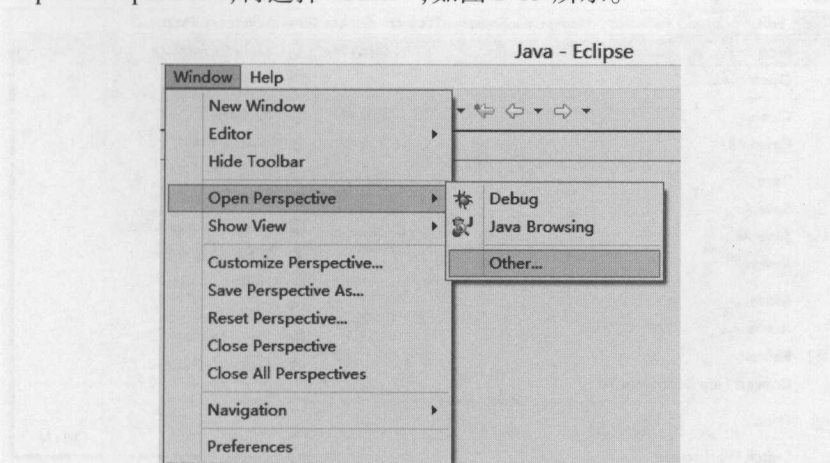 Java - Eclipse
Window Help
New Window
Editor
Hide Toolbar
Open Perspective
Debug
Show View
Java Browsing
Customize Perspective...
Other...
Save Perspective As...
Reset Perspective...
Close Perspective
Close All Perspectives
Navigation
Preferences